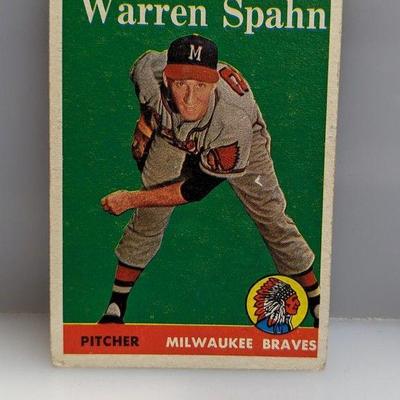 Warren Spahn
M
PITCHER MILWAUKEE BRAVES